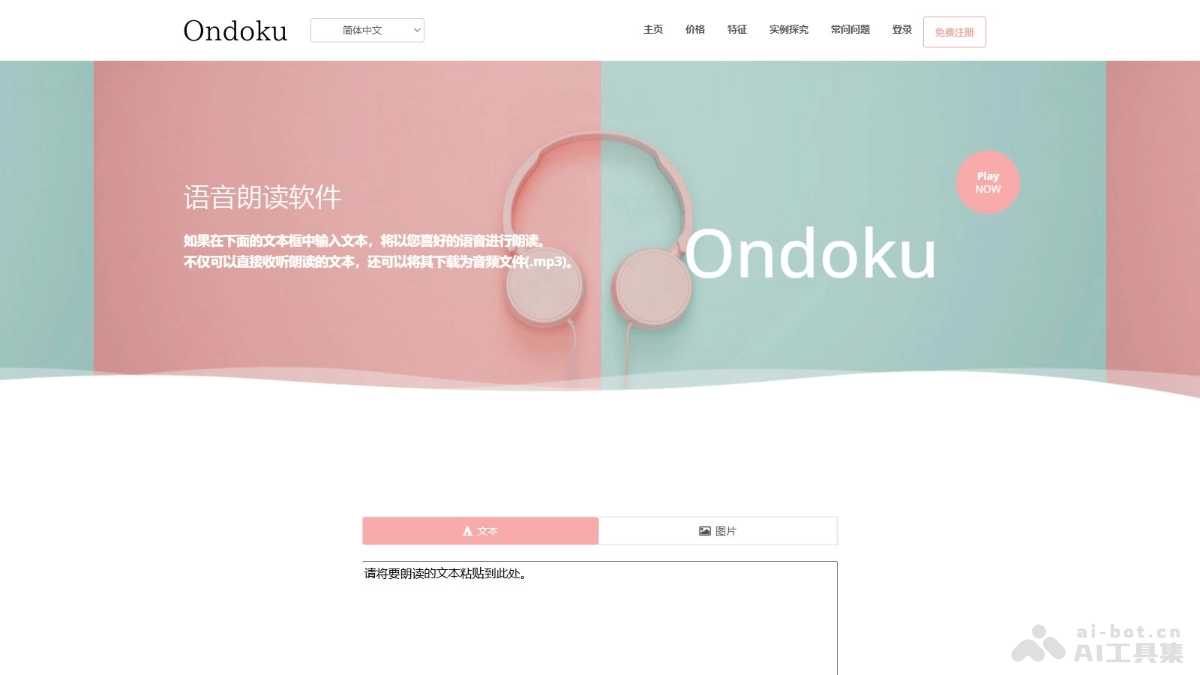 Ondoku
简体中文
主页
价格
特征
实例探究
常问问题
登录
免费注册
Play
NOW
语音朗读软件
Ondoku
如果在下面的文本框中输入文本，将以您喜好的语音进行朗读。
不仅可以直接收听朗读的文本，还可以将其下载为音频文件(.mp3)。
A 文本
图片
请将要朗读的文本粘贴到此处。
ai-bot.cn
AI工具集